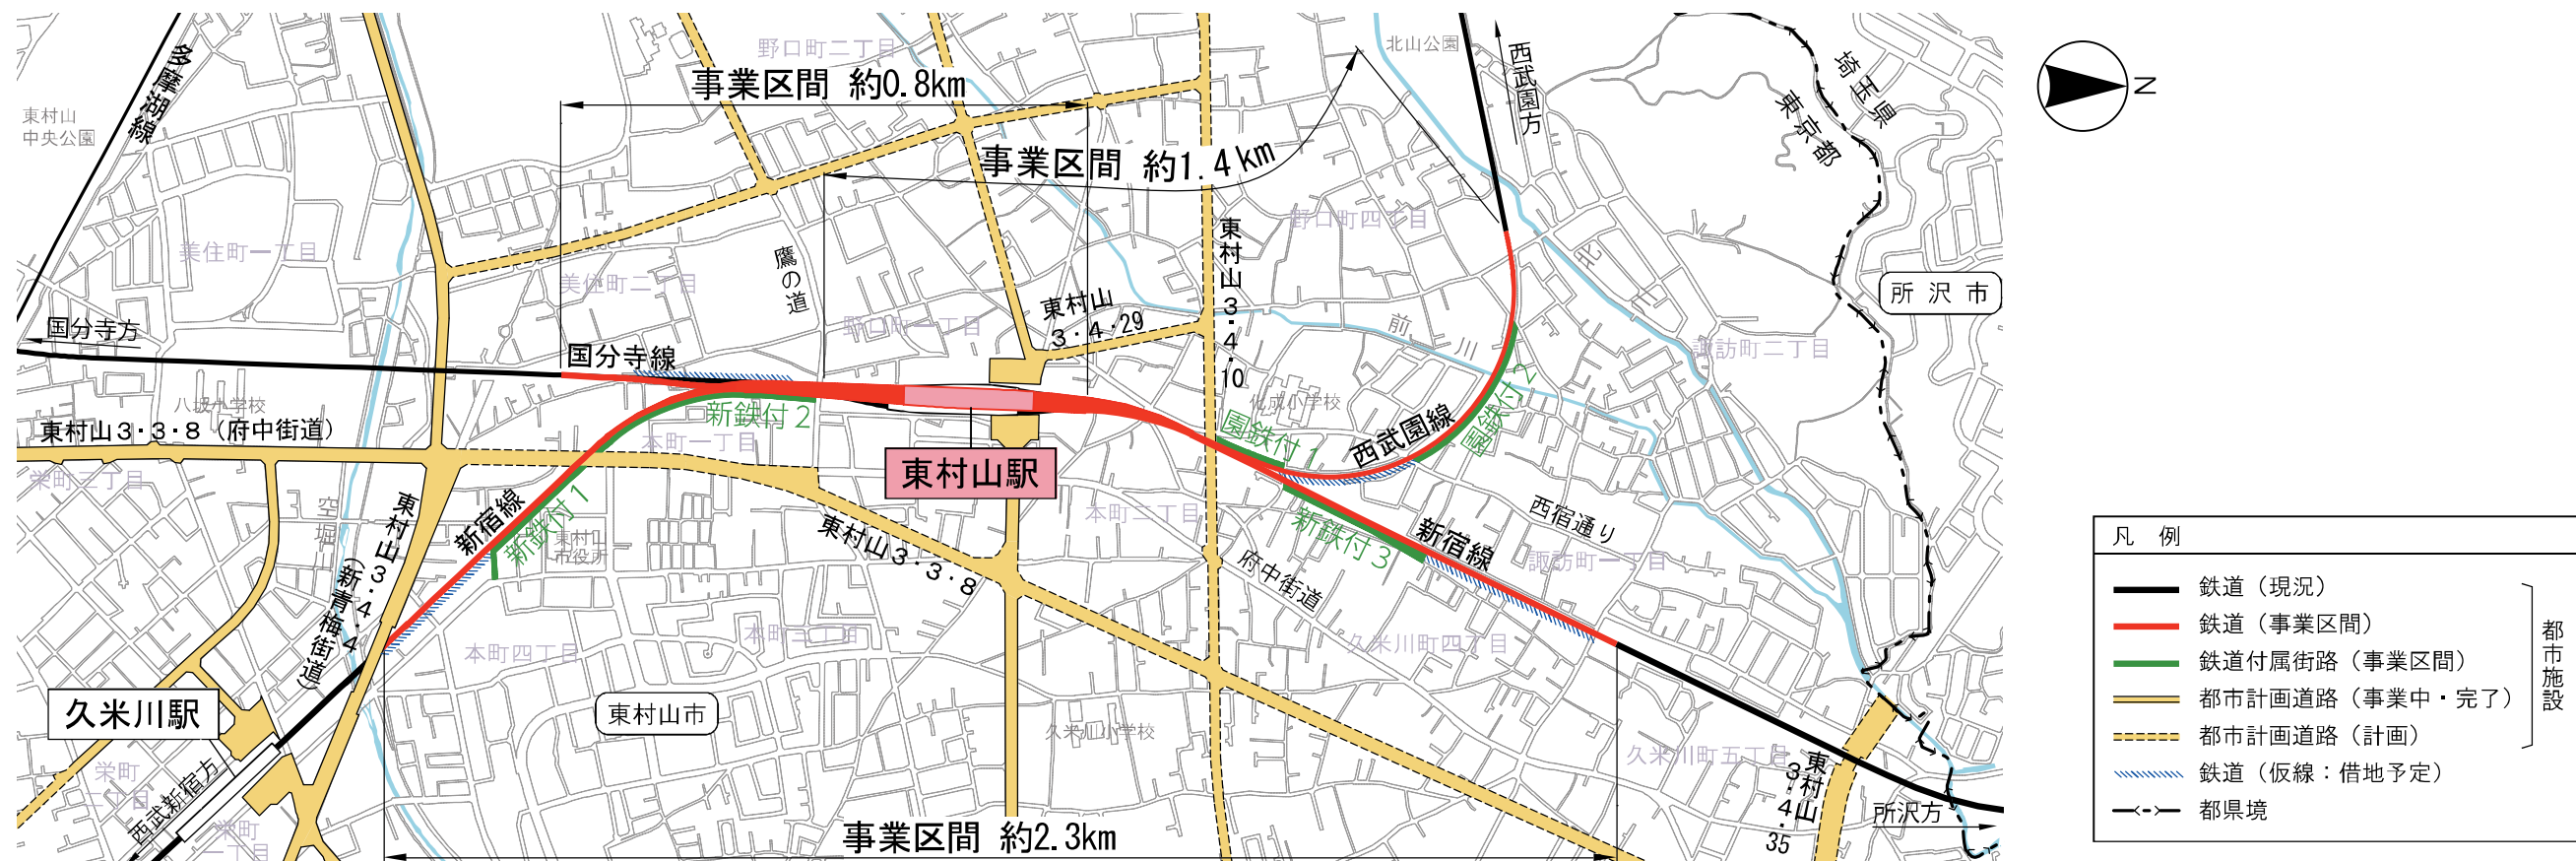 多摩湖線
東村山
中央公園
野口町二丁目
事業区間 約0.8km
事業区間 約1.4km
北山公園
西武園方
埼玉県
東京都
N
美住町一丁目
美住町二丁目
鷹の道
野口町一丁目
東村山
3・4・29
東村山3・4・10
野口町四丁目
前川
北川
所沢市
諏訪町二丁目
国分寺方
国分寺線
八坂小学校
東村山3・3・8（府中街道）
新鉄付2
本町一丁目
化成小学校
園鉄付1
西武園線
園鉄付2
東村山駅
栄町三丁目
空堀
東村山3・4・4
（新青梅街道）
新宿線
新鉄付1
東村山
市役所
東村山3・3・8
本町二丁目
新鉄付3
新宿線
西宿通り
諏訪町一丁目
府中街道
本町四丁目
本町三丁目
久米川町四丁目
久米川駅
東村山市
久米川小学校
久米川町五丁目
東村山
3・4・35
栄町
二丁目
西武新宿方
栄町
一丁目
事業区間 約2.3km
所沢方
凡例
鉄道（現況）
鉄道（事業区間）
鉄道付属街路（事業区間）
都市計画道路（事業中・完了）
都市計画道路（計画）
鉄道（仮線：借地予定）
都県境
都市施設